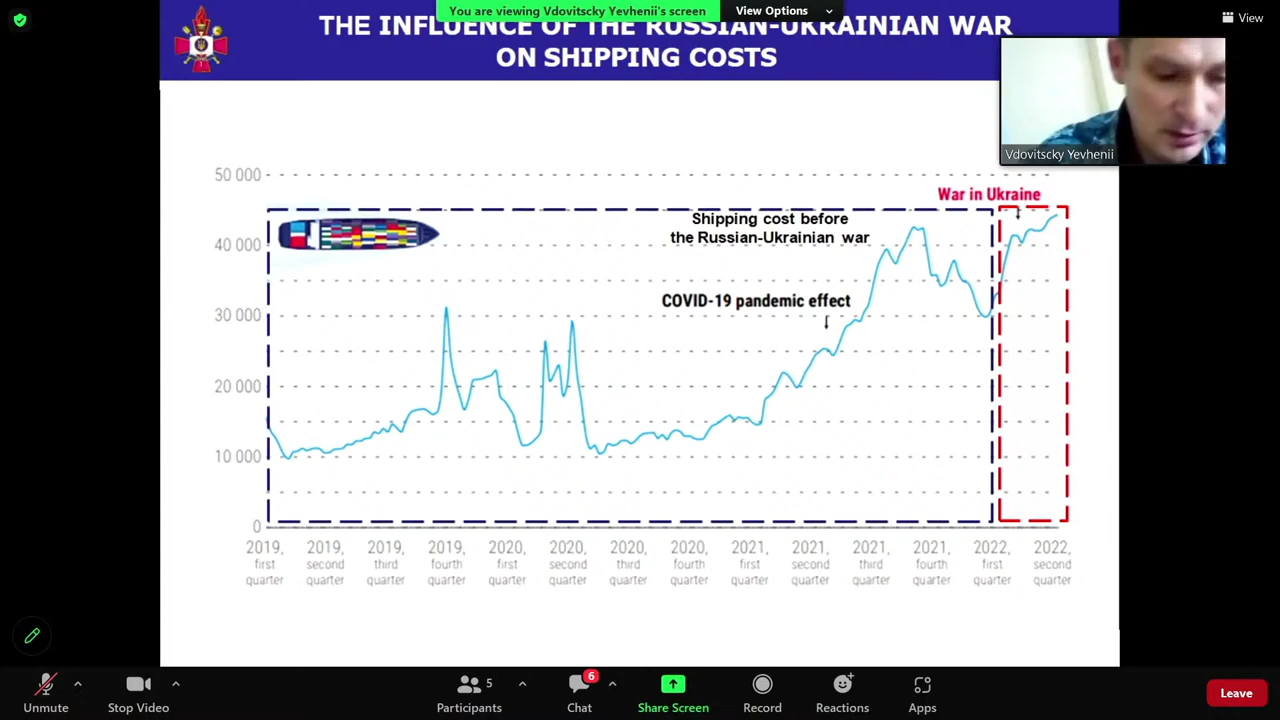 You are viewing Vdovitscky Yevhenii's screen
View Options
View
THE INFLUENCE OF THE RUSSIAN-UKRAINIAN WAR
ON SHIPPING COSTS
Vdovitscky Yevhenii
50 000
War in Ukraine
Shipping cost before
the Russian-Ukrainian war
40 000
COVID-19 pandemic effect
30 000
20 000
10 000
0
2019, first quarter
2019, second quarter
2019, third quarter
2019, fourth quarter
2020, first quarter
2020, second quarter
2020, third quarter
2020, fourth quarter
2021, first quarter
2021, second quarter
2021, third quarter
2021, fourth quarter
2022, first quarter
2022, second quarter
Unmute
Stop Video
5
Participants
6
Chat
Share Screen
Record
Reactions
Apps
Leave